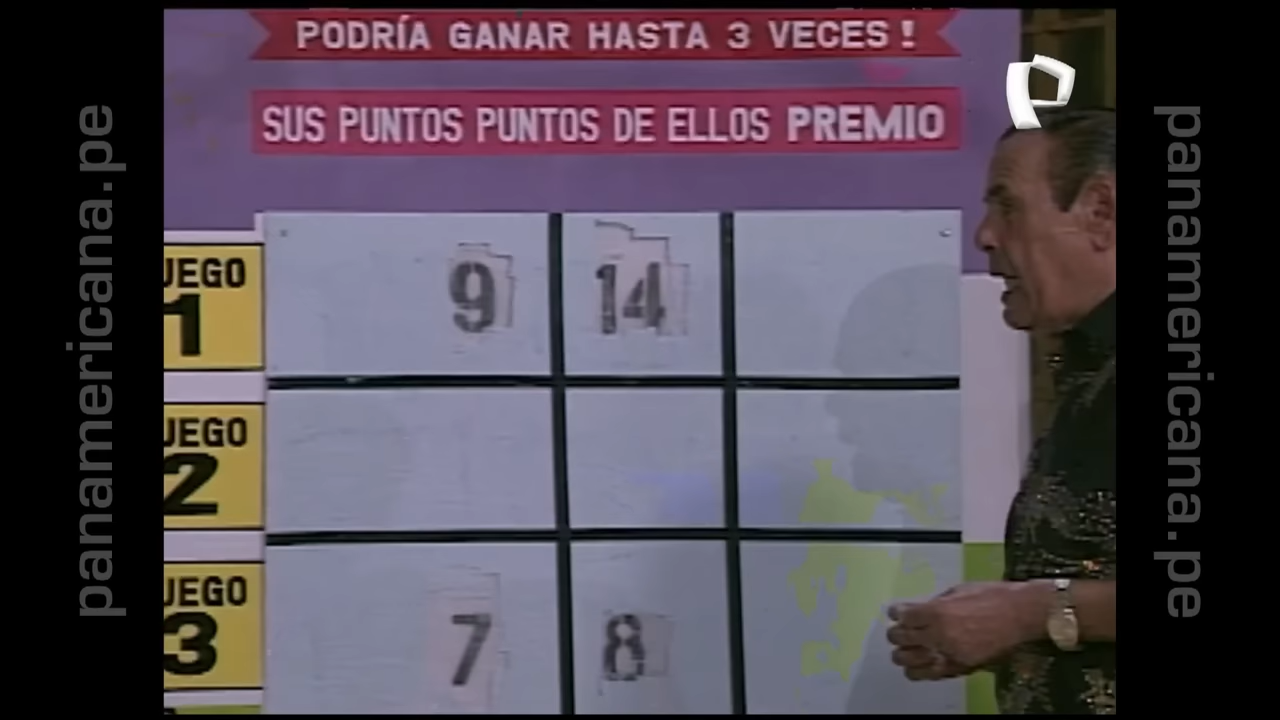 PODRÍA GANAR HASTA 3 VECES !
SUS PUNTOS PUNTOS DE ELLOS PREMIO
UEGO
1
9
14
UEGO
2
UEGO
3
7
8
panamericana.pe
panamericana.pe